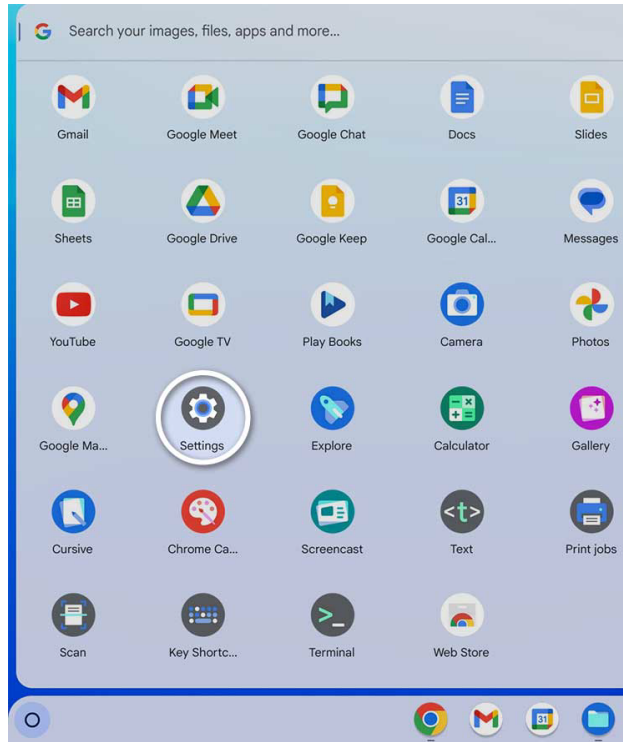 Search your images, files, apps and more...
Gmail
Google Meet
Google Chat
Docs
Slides
Sheets
Google Drive
Google Keep
31
Google Cal...
Messages
YouTube
Google TV
Play Books
Camera
Photos
Google Ma...
Settings
Explore
Calculator
Gallery
Cursive
Chrome Ca...
Screencast
<t>
Text
Print jobs
Scan
Key Shortc...
>_
Terminal
Web Store
31